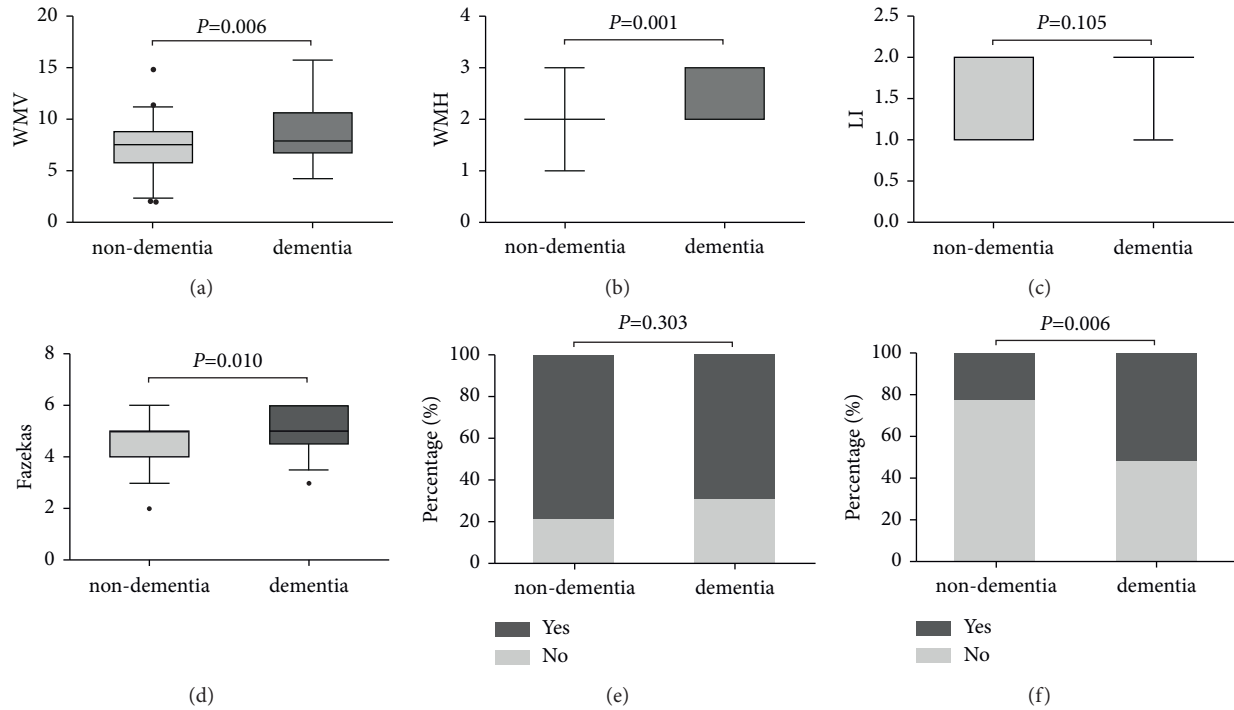 20
15
10
5
0
WMV
P=0.006
non-dementia
dementia
(a)
4
3
2
1
0
WMH
P=0.001
non-dementia
dementia
(b)
2.5
2.0
1.5
1.0
0.5
0.0
LI
P=0.105
non-dementia
dementia
(c)
8
6
4
2
0
Fazekas
P=0.010
non-dementia
dementia
(d)
100
80
60
40
20
0
Percentage (%)
P=0.303
non-dementia
dementia
Yes
No
(e)
100
80
60
40
20
0
Percentage (%)
P=0.006
non-dementia
dementia
Yes
No
(f)